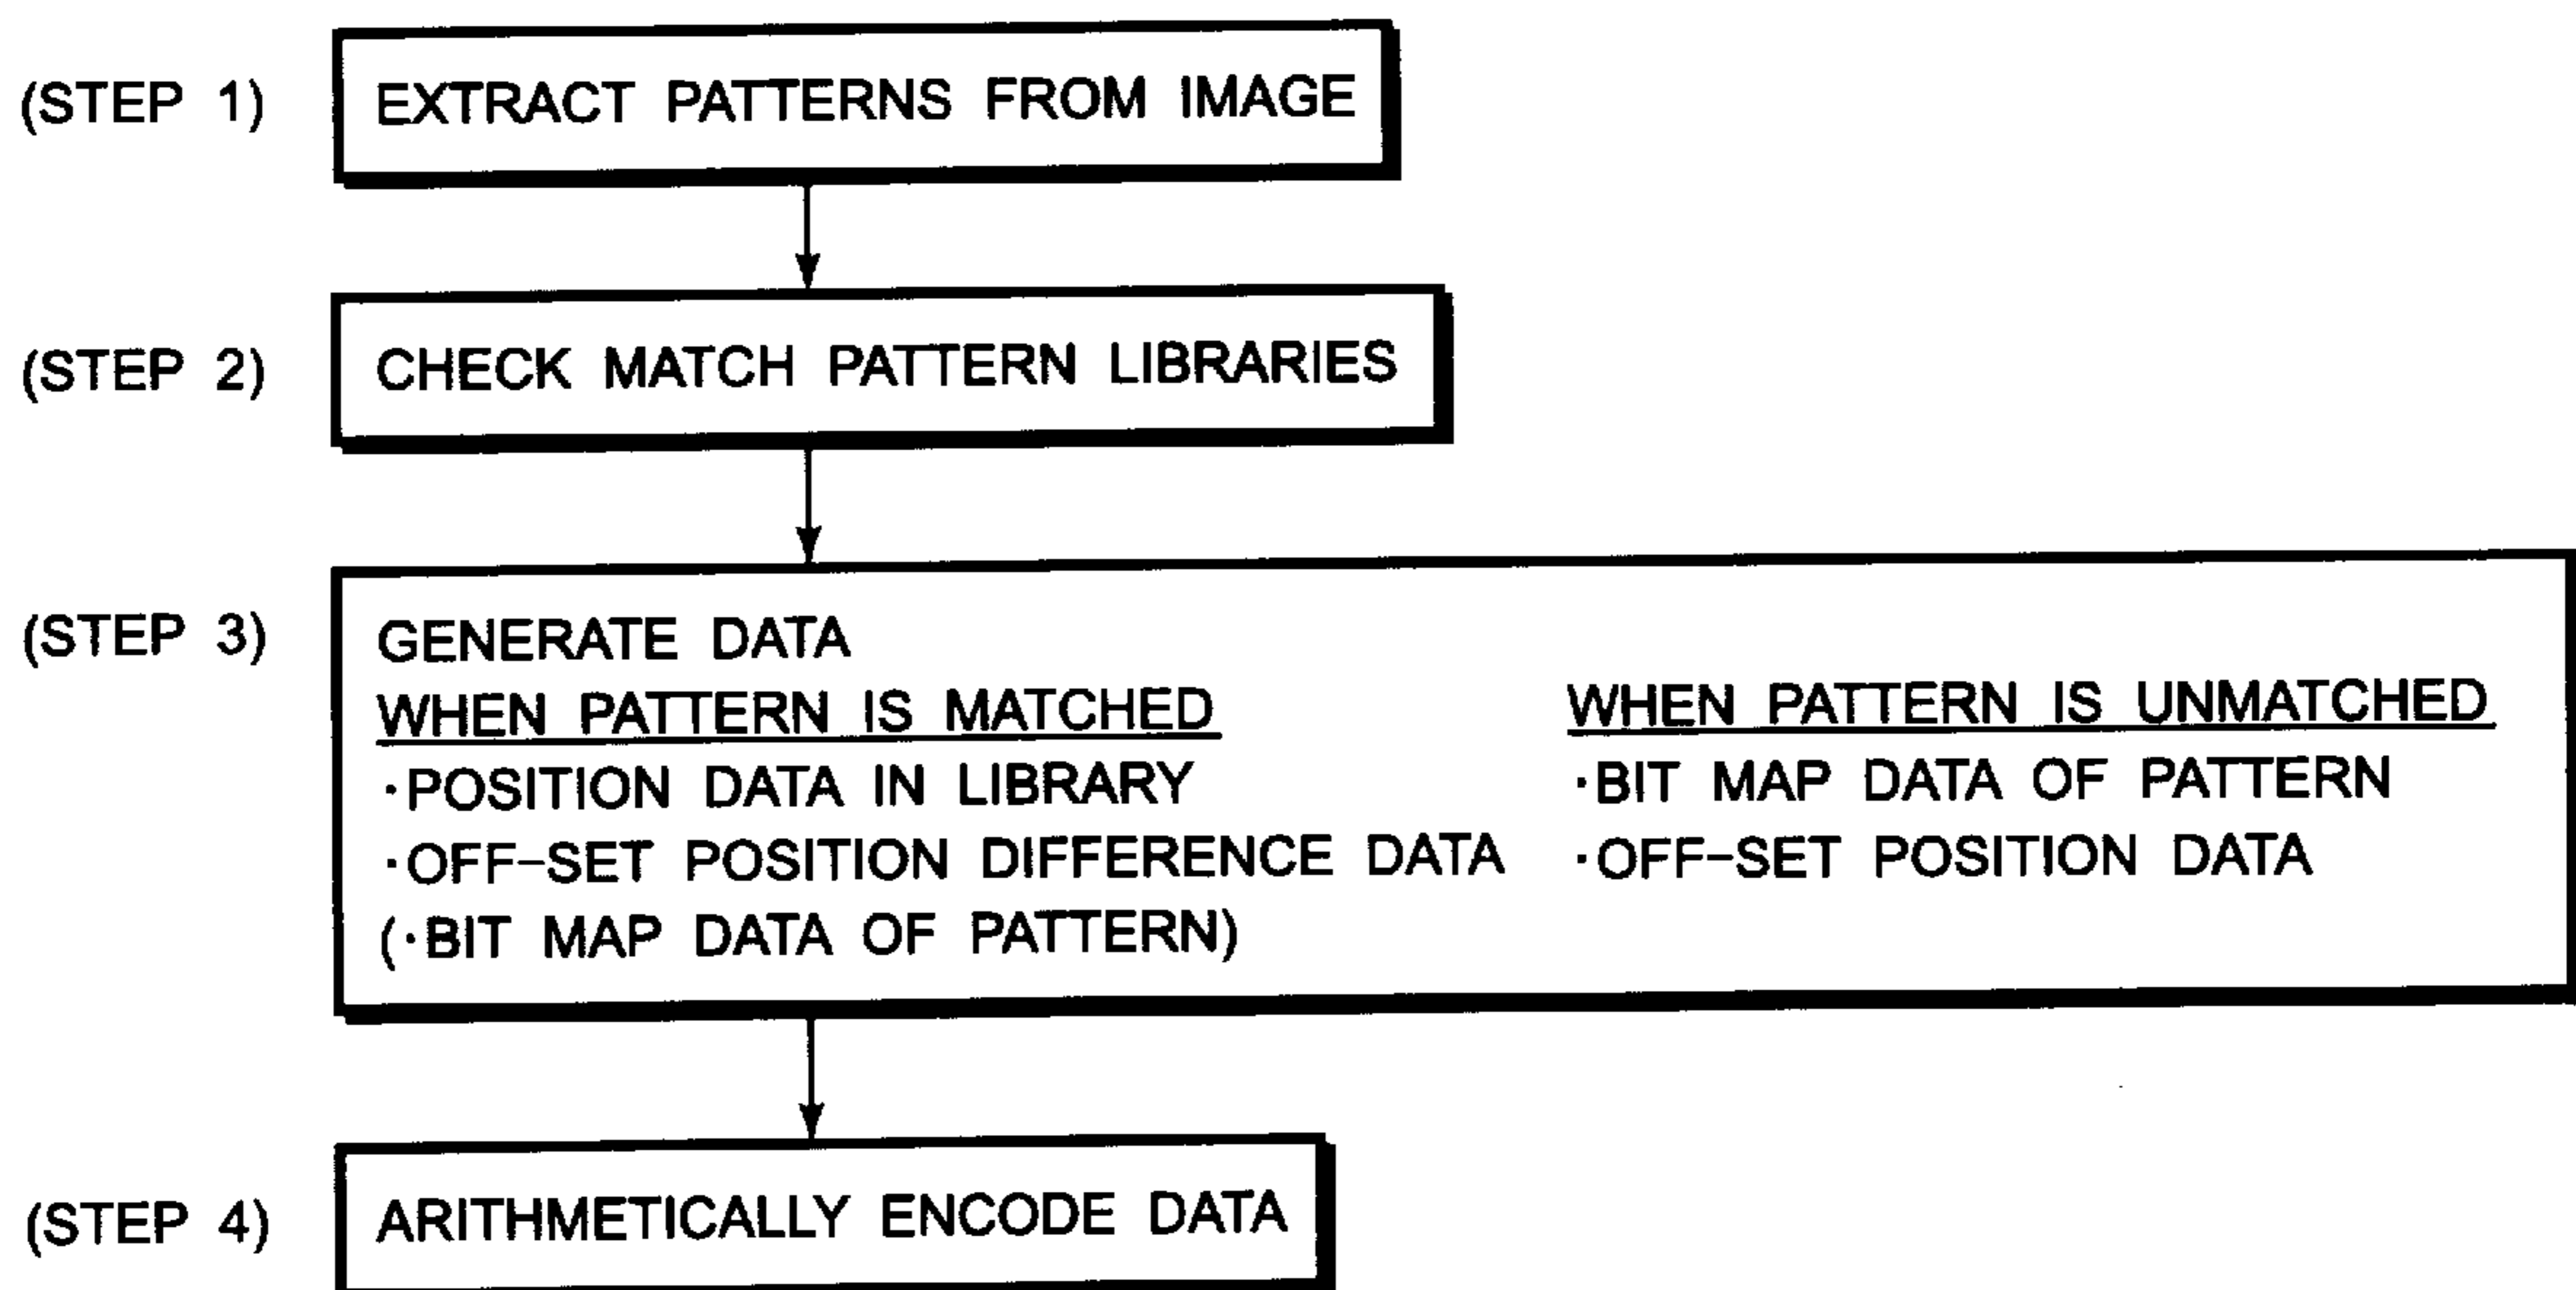 (STEP 1) EXTRACT PATTERNS FROM IMAGE
(STEP 2) CHECK MATCH PATTERN LIBRARIES
(STEP 3) GENERATE DATA
WHEN PATTERN IS MATCHED
·POSITION DATA IN LIBRARY
·OFF-SET POSITION DIFFERENCE DATA
(·BIT MAP DATA OF PATTERN)
WHEN PATTERN IS UNMATCHED
·BIT MAP DATA OF PATTERN
·OFF-SET POSITION DATA
(STEP 4) ARITHMETICALLY ENCODE DATA